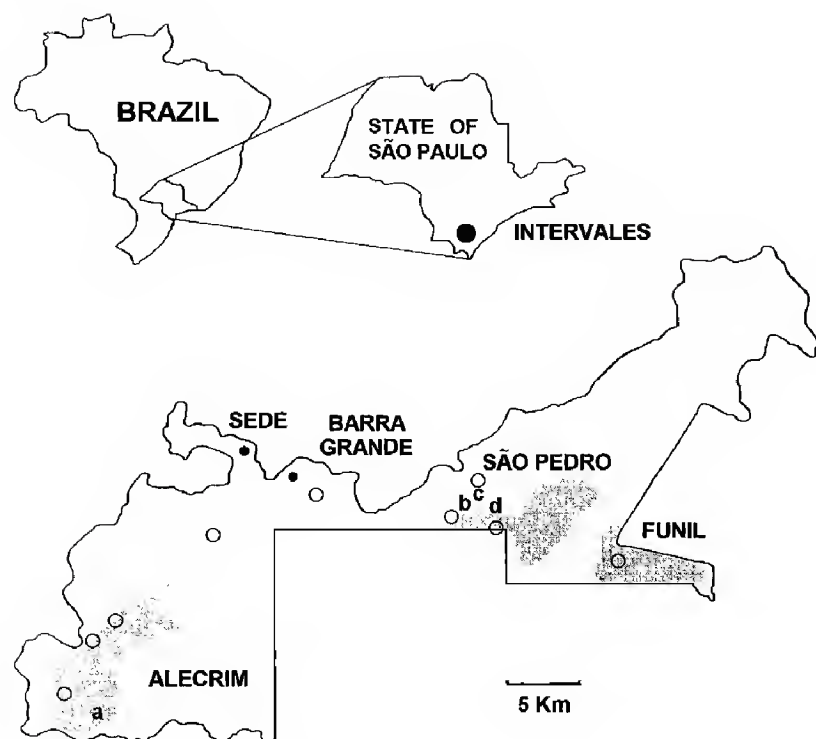 BRAZIL
STATE OF
SÃO PAULO
INTERVALES
SEDE
BARRA
GRANDE
SÃO PEDRO
b
c
d
FUNIL
ALECRIM
a
5 Km